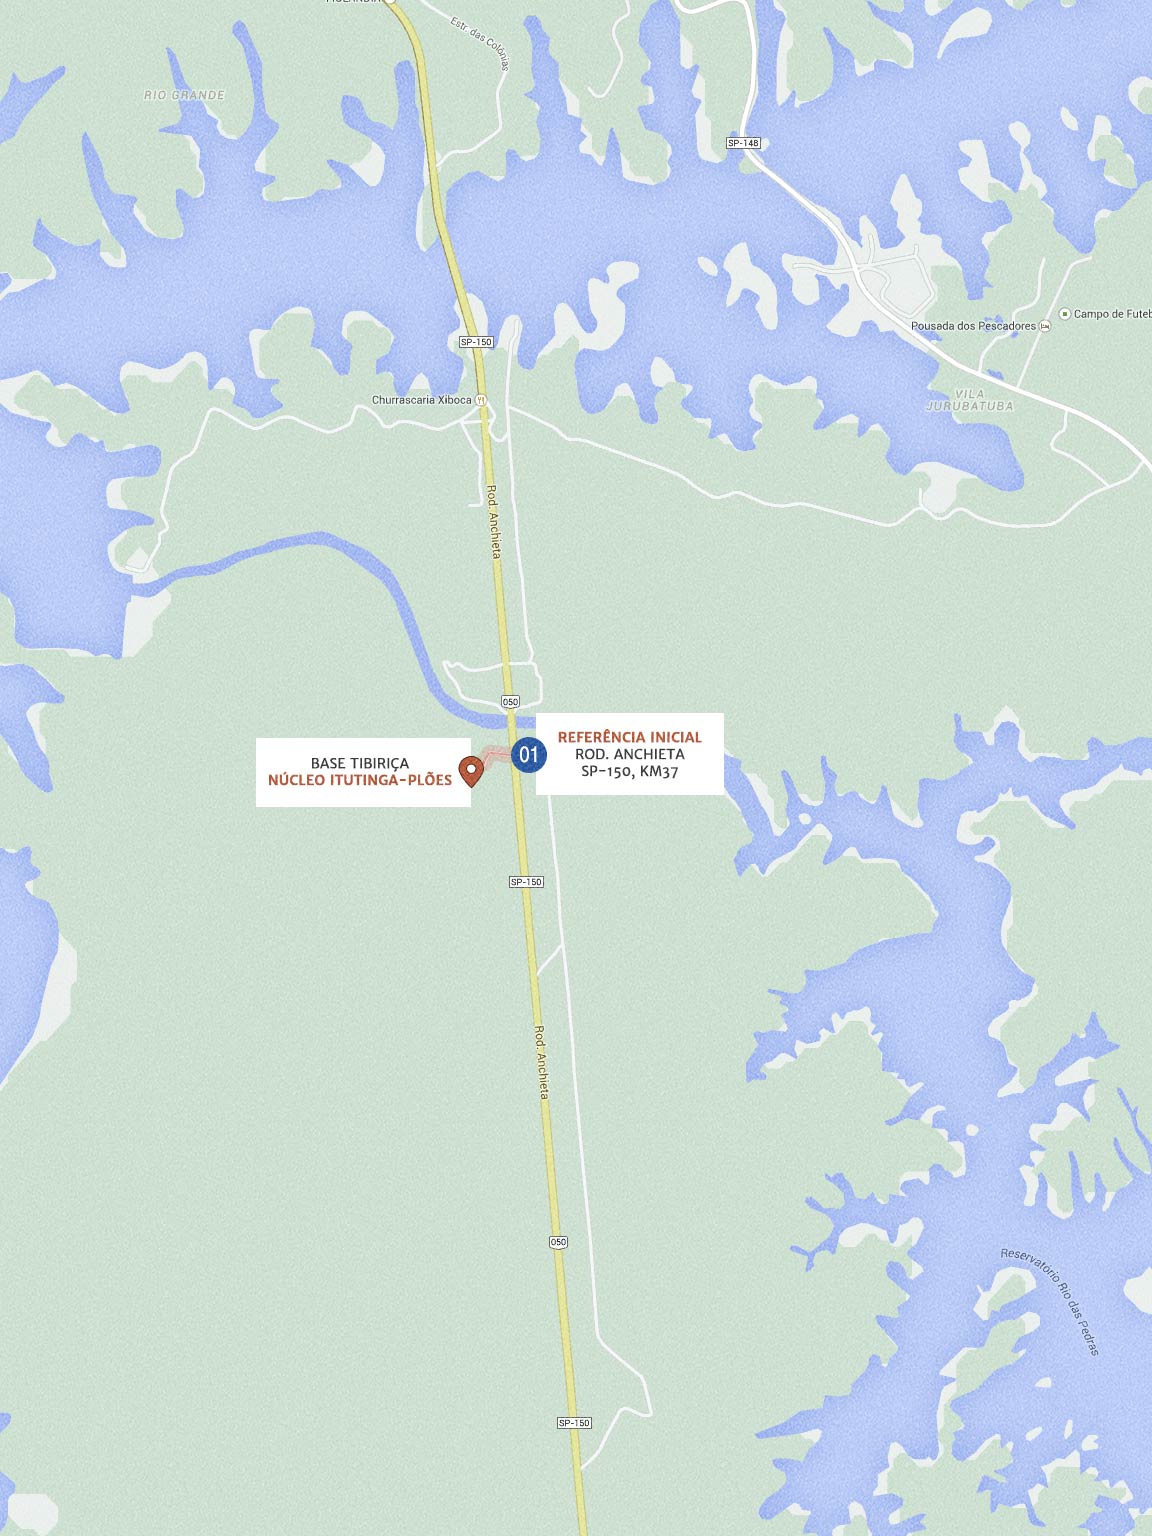 Estr. das Colônias
RIO GRANDE
SP-148
Campo de Futeb
Pousada dos Pescadores
SP-150
Churrascaria Xiboca
VILA
JURUBATUBA
Rod. Anchieta
050
REFERÊNCIA INICIAL
ROD. ANCHIETA
SP-150, KM37
01
BASE TIBIRIÇA
NÚCLEO ITUTINGA-PLÕES
SP-150
Rod. Anchieta
050
Reservatório Rio das Pedras
SP-150